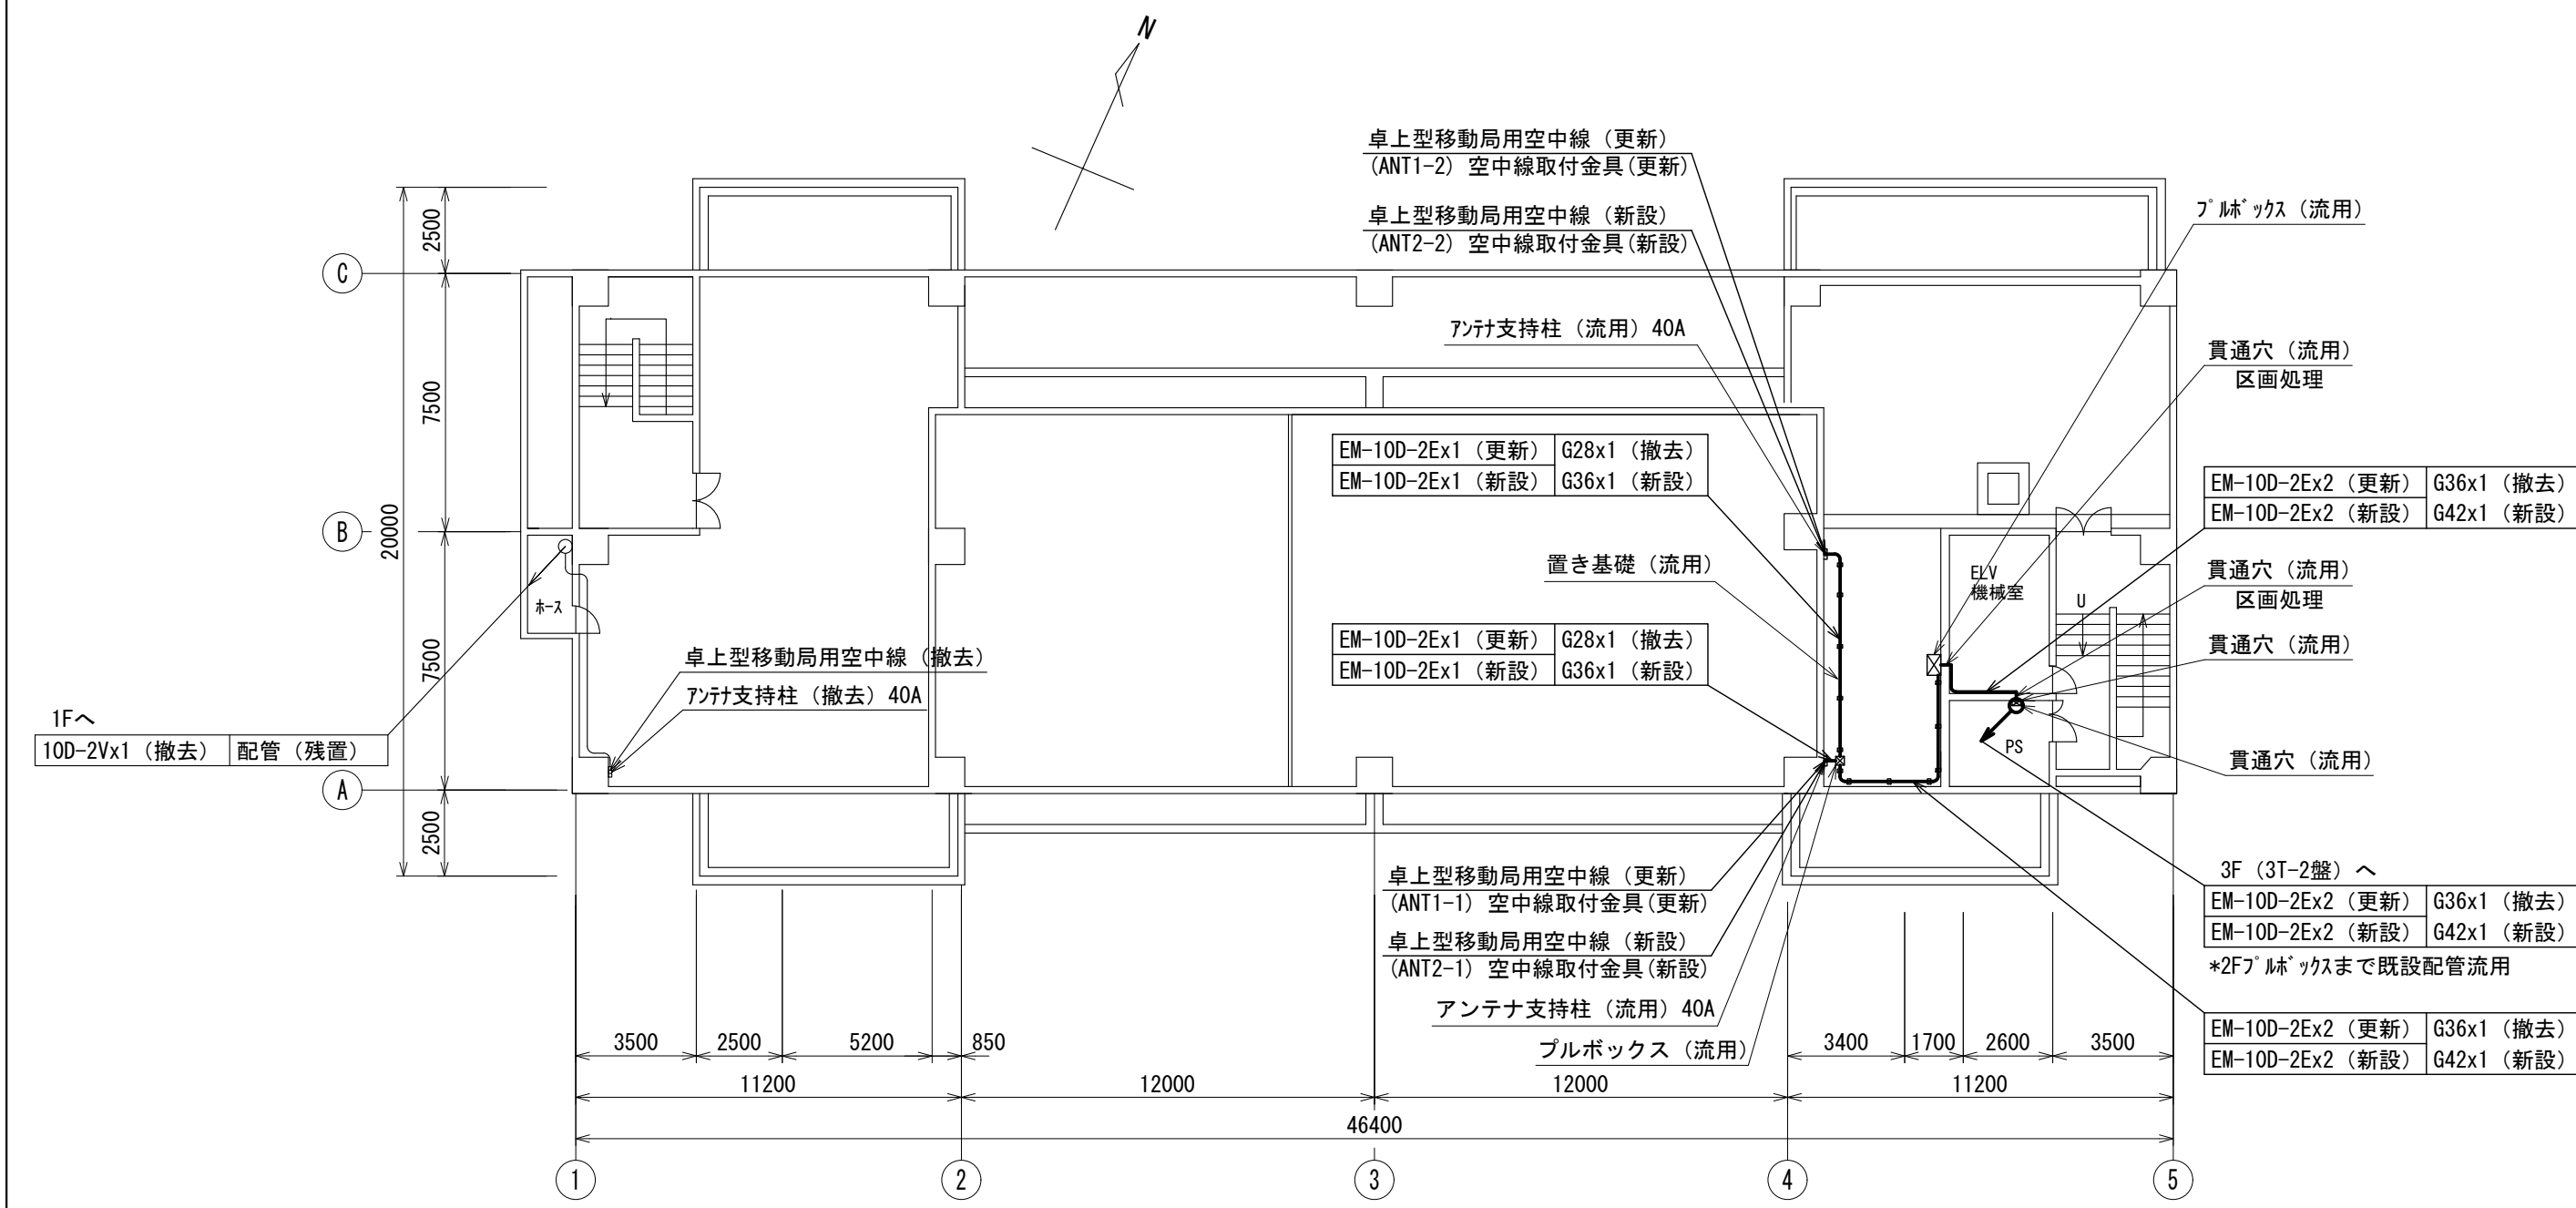 N
卓上型移動局用空中線（更新）
(ANT1-2) 空中線取付金具(更新)
卓上型移動局用空中線（新設）
(ANT2-2) 空中線取付金具(新設)
ｱﾝﾃﾅ支持柱（流用）40A
ﾌﾟﾙﾎﾞｯｸｽ（流用）
貫通穴（流用）
区画処理
EM-10D-2Ex1（更新） G28x1（撤去）
EM-10D-2Ex1（新設） G36x1（新設）
EM-10D-2Ex2（更新） G36x1（撤去）
EM-10D-2Ex2（新設） G42x1（新設）
置き基礎（流用）
ELV
機械室
U
貫通穴（流用）
区画処理
EM-10D-2Ex1（更新） G28x1（撤去）
EM-10D-2Ex1（新設） G36x1（新設）
貫通穴（流用）
PS
貫通穴（流用）
ﾎｰｽ
卓上型移動局用空中線（撤去）
ｱﾝﾃﾅ支持柱（撤去）40A
1Fへ
10D-2Vx1（撤去） 配管（残置）
卓上型移動局用空中線（更新）
(ANT1-1) 空中線取付金具(更新)
卓上型移動局用空中線（新設）
(ANT2-1) 空中線取付金具(新設)
アンテナ支持柱（流用）40A
プルボックス（流用）
3F（3T-2盤）へ
EM-10D-2Ex2（更新） G36x1（撤去）
EM-10D-2Ex2（新設） G42x1（新設）
*2Fﾌﾟﾙﾎﾞｯｸｽまで既設配管流用
EM-10D-2Ex2（更新） G36x1（撤去）
EM-10D-2Ex2（新設） G42x1（新設）
C
B
A
2500
7500
7500
2500
20000
3500 2500 5200 850 3400 1700 2600 3500
11200 12000 12000 11200
46400
1 2 3 4 5